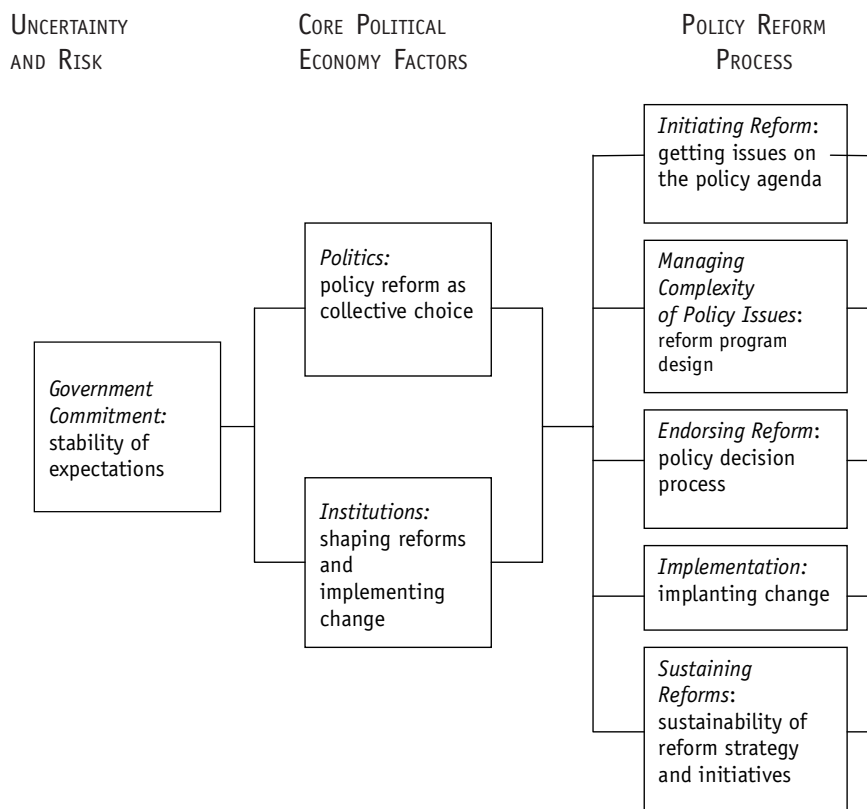 UNCERTAINTY
AND RISK
CORE POLITICAL
ECONOMY FACTORS
POLICY REFORM
PROCESS
Government
Commitment:
stability of
expectations
Politics:
policy reform as
collective choice
Institutions:
shaping reforms
and
implementing
change
Initiating Reform:
getting issues on
the policy agenda
Managing
Complexity
of Policy Issues:
reform program
design
Endorsing Reform:
policy decision
process
Implementation:
implanting change
Sustaining
Reforms:
sustainability of
reform strategy
and initiatives